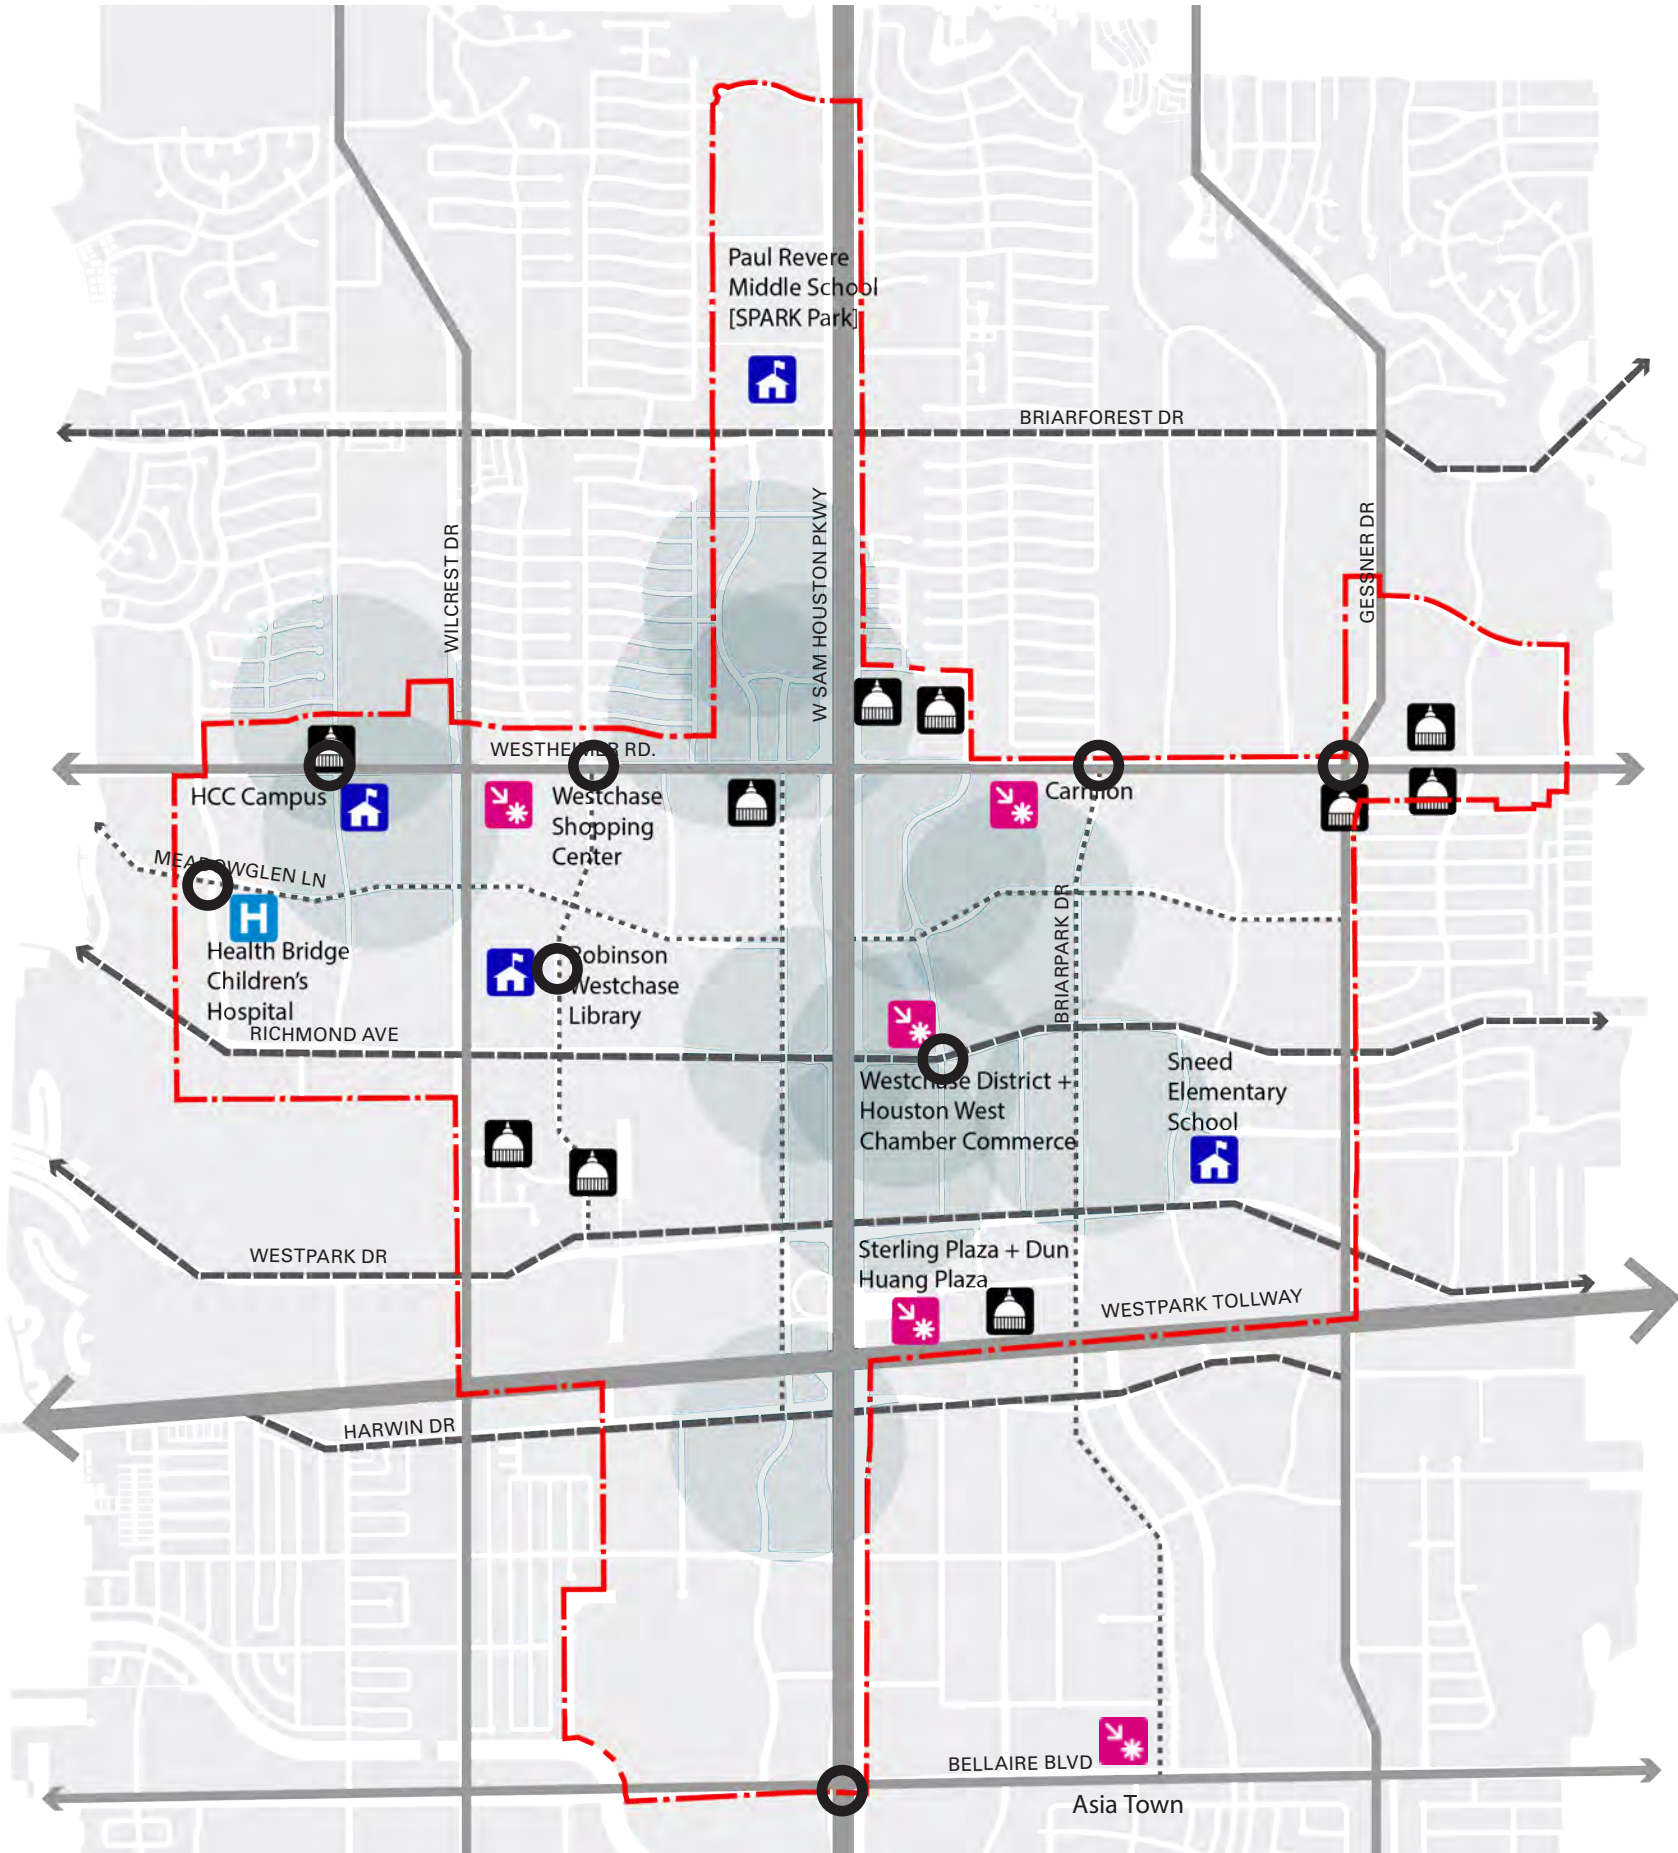 Paul Revere
Middle School
[SPARK Park]
BRIARFOREST DR
W SAM HOUSTON PKWY
WILCREST DR
GESSNER DR
WESTHEIMER RD.
HCC Campus
Westchase
Shopping
Center
Carrillon
MEADOWGLEN LN
H
Health Bridge
Children's
Hospital
Robinson
Westchase
Library
BRIARPARK DR
RICHMOND AVE
Westchase District +
Houston West
Chamber Commerce
Sneed
Elementary
School
WESTPARK DR
Sterling Plaza + Dun
Huang Plaza
WESTPARK TOLLWAY
HARWIN DR
BELLAIRE BLVD
Asia Town